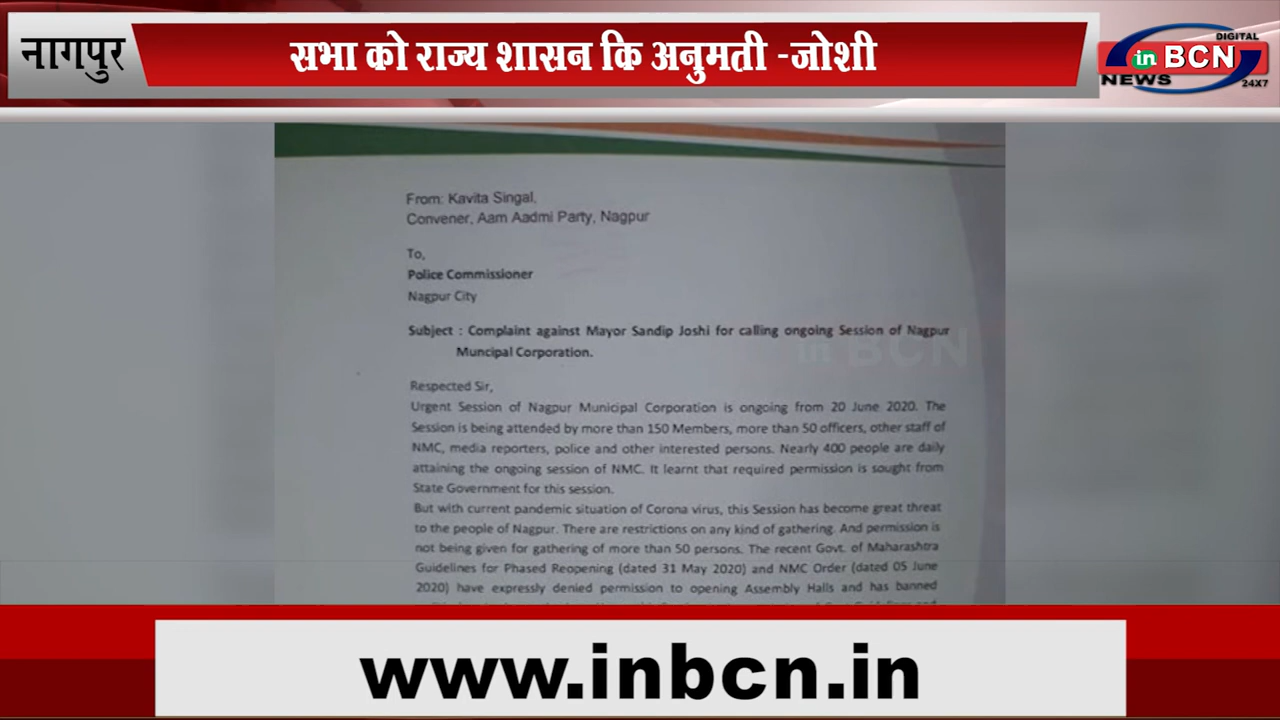 नागपुर
सभा को राज्य शासन कि अनुमती -जोशी
DIGITAL
in BCN
NEWS
24X7
From: Kavita Singal,
Convener, Aam Aadmi Party, Nagpur
To,
Police Commissioner
Nagpur City
Subject : Complaint against Mayor Sandip Joshi for calling ongoing Session of Nagpur
Muncipal Corporation.
in BCN
Respected Sir,
Urgent Session of Nagpur Municipal Corporation is ongoing from 20 June 2020. The
Session is being attended by more than 150 Members, more than 50 officers, other staff of
NMC, media reporters, police and other interested persons. Nearly 400 people are daily
attaining the ongoing session of NMC. It learnt that required permission is sought from
State Government for this session.
But with current pandemic situation of Corona virus, this Session has become great threat
to the people of Nagpur. There are restrictions on any kind of gathering. And permission is
not being given for gathering of more than 50 persons. The recent Govt. of Maharashtra
Guidelines for Phased Reopening (dated 31 May 2020) and NMC Order (dated 05 June
2020) have expressly denied permission to opening Assembly Halls and has banned
www.inbcn.in